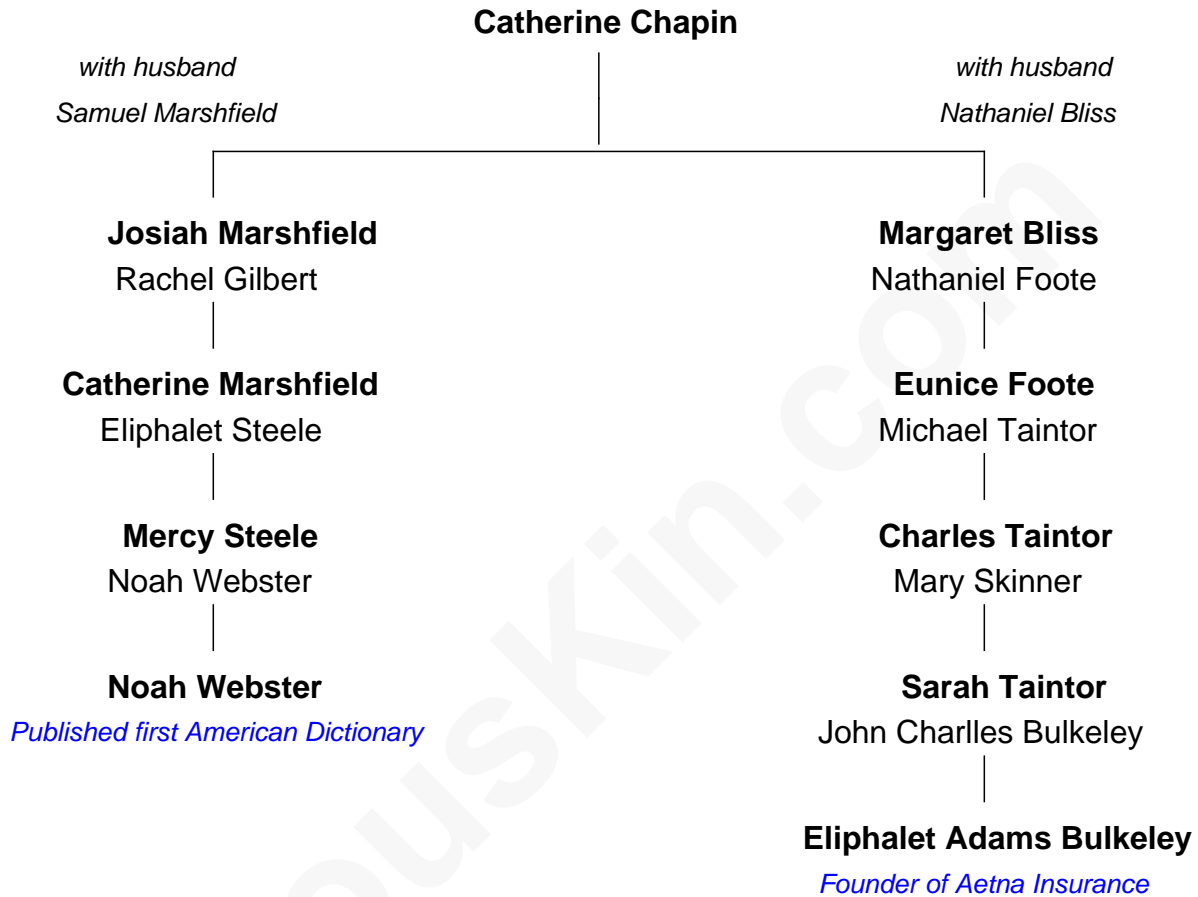 Catherine Chapin
with husband
Samuel Marshfield
with husband
Nathaniel Bliss
Josiah Marshfield
Rachel Gilbert
Margaret Bliss
Nathaniel Foote
Catherine Marshfield
Eliphalet Steele
Eunice Foote
Michael Taintor
Mercy Steele
Noah Webster
Charles Taintor
Mary Skinner
Noah Webster
Published first American Dictionary
Sarah Taintor
John Charlles Bulkeley
Eliphalet Adams Bulkeley
Founder of Aetna Insurance
ousKin.com